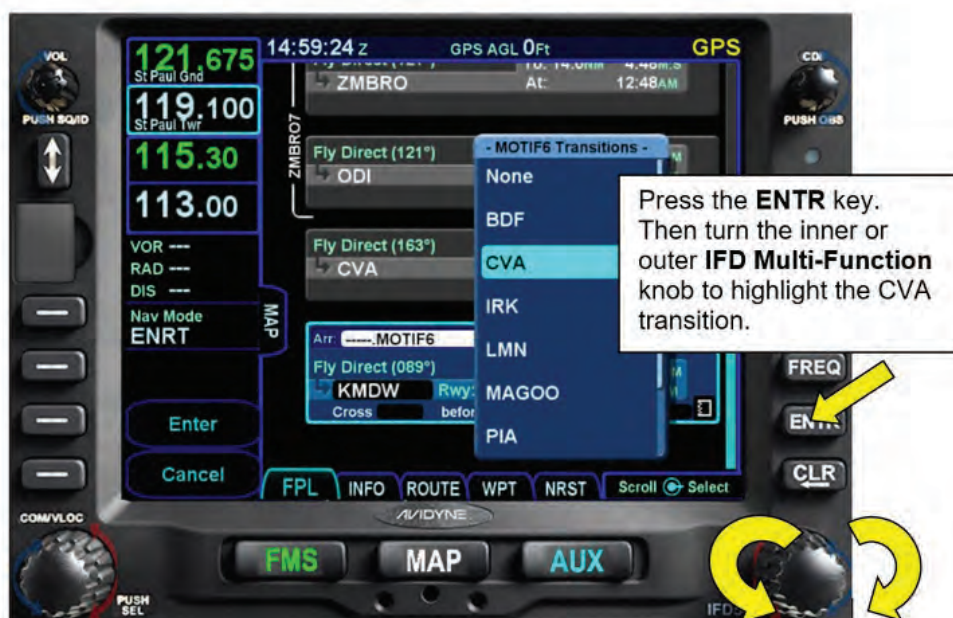 VOL
PUSH SQ/ID
121.675
St Paul Gnd
119.100
St Paul Twr
115.30
113.00
VOR ---
RAD ---
DIS ---
Nav Mode
ENRT
Enter
Cancel
COM/VLOC
PUSH
SEL
14:59:24 Z GPS AGL 0Ft GPS
ZMBRO At: 12:48AM
ZMBRO7
Fly Direct (121°)
ODI
Fly Direct (163°)
CVA
MAP
Arr: -----.MOTIF6
Fly Direct (089°)
KMDW Rwy:
Cross befor
- MOTIF6 Transitions -
None
BDF
CVA
IRK
LMN
MAGOO
PIA
FPL INFO ROUTE WPT NRST Scroll Select
AVIDYNE
FMS MAP AUX
CDI
PUSH OBS
Press the ENTR key.
Then turn the inner or
outer IFD Multi-Function
knob to highlight the CVA
transition.
FREQ
ENTR
CLR